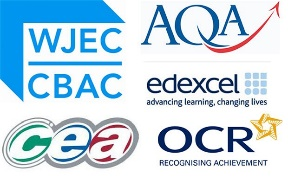 WJEC
CBAC
AQA
edexcel
advancing learning, changing lives
cea
OCR
RECOGNISING ACHIEVEMENT